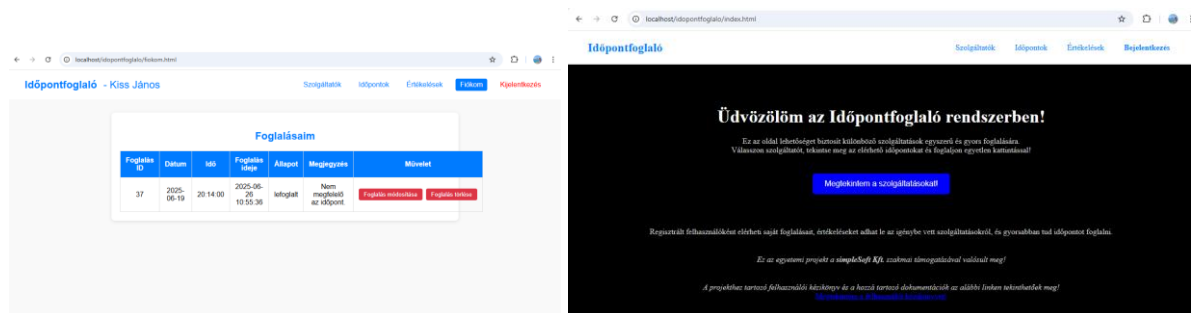 localhost/idopontfoglalo/fiokom.html
Időpontfoglaló - Kiss János
Szolgáltatók Időpontok Értékelések Fiókom Kijelentkezés
Foglalásaim
Foglalás ID Dátum Idő Foglalás ideje Állapot Megjegyzés Művelet
37 2025-06-19 20:14:00 2025-06-26 10:55:36 lefoglalt Nem megfelelő az időpont. Foglalás módosítása Foglalás törlése
localhost/idopontfoglalo/index.html
Időpontfoglaló
Szolgáltatók Időpontok Értékelések Bejelentkezés
Üdvözölöm az Időpontfoglaló rendszerben!
Ez az oldal lehetőséget biztosít különböző szolgáltatások egyszerű és gyors foglalására.
Válasszon szolgáltatót, tekintse meg az elérhető időpontokat és foglaljon egyetlen kattintással!
Megtekintem a szolgáltatásokat!
Regisztrált felhasználóként elérheti saját foglalásait, értékeléseket adhat le az igénybe vett szolgáltatásokról, és gyorsabban tud időpontot foglalni.
Ez az egyetemi projekt a simpleSoft Kft. szakmai támogatásával valósult meg!
A projekthez tartozó felhasználói kézikönyv és a hozzá tartozó dokumentációk az alábbi linken tekinthetőek meg!